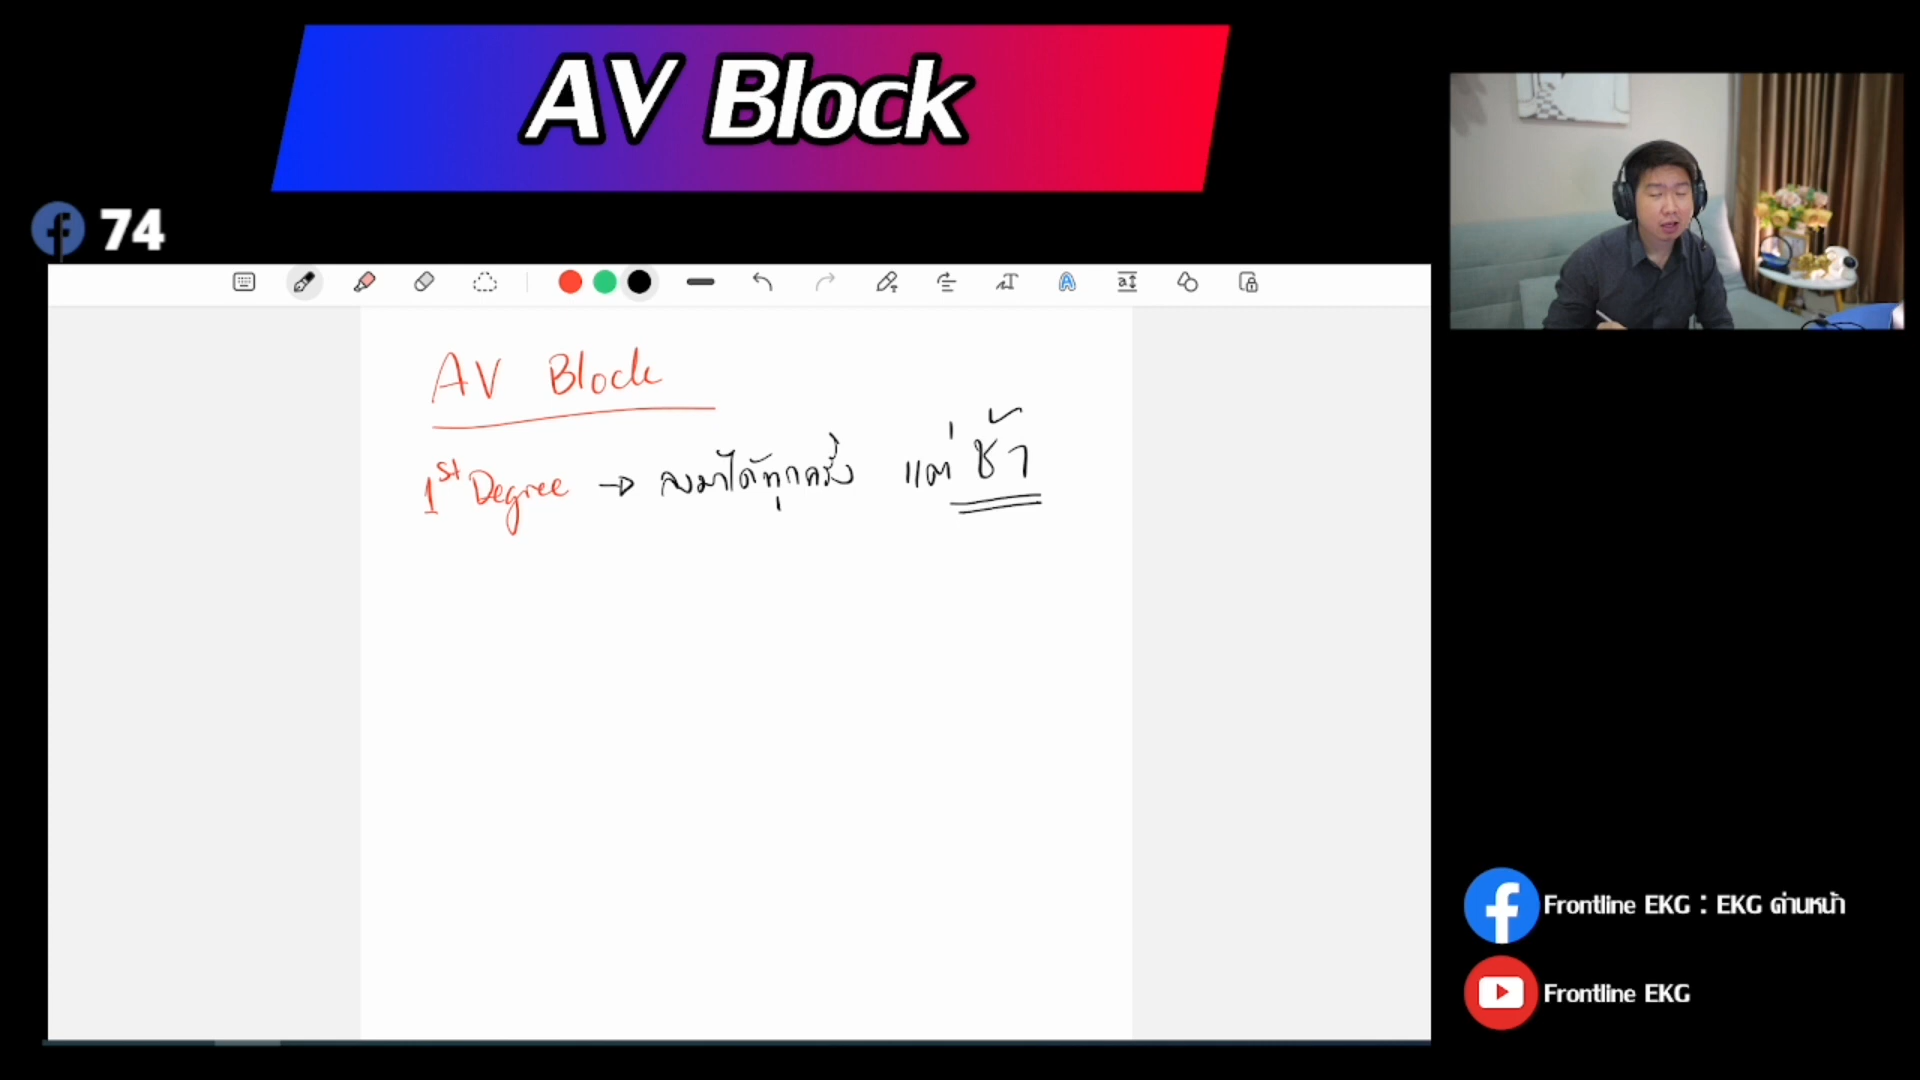 AV Block
74
AV Block
1st Degree → ลงมาได้ทุกครั้ง แต่ ช้า
Frontline EKG : EKG ด่านหน้า
Frontline EKG